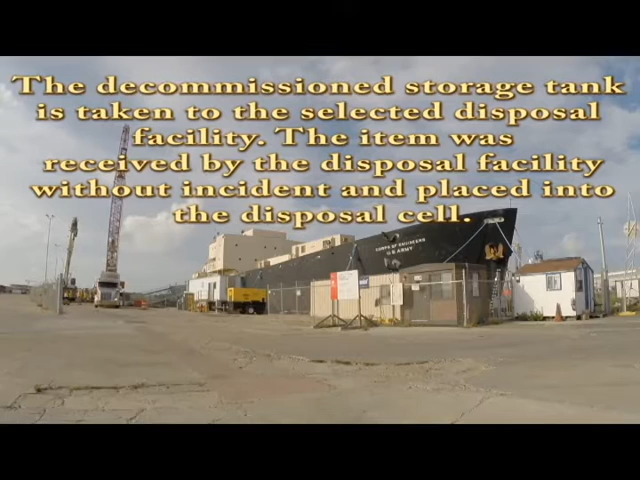 The decommissioned storage tank
is taken to the selected disposal
facility. The item was
received by the disposal facility
without incident and placed into
the disposal cell.
CORPS OF ENGINEERS
U.S. ARMY